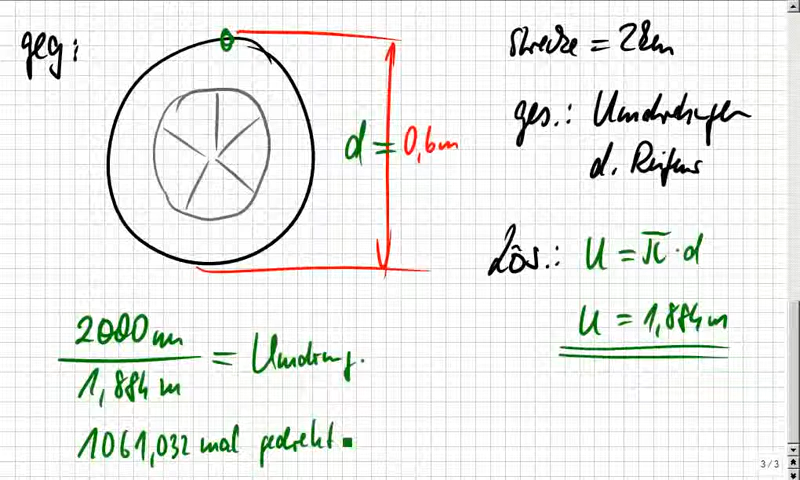 geg:
d = 0,6m
Strecke = 2km
ges.: Umdrehungen
d. Reifens
Lös.: U = π · d
U = 1,884m
2000m
1,884m
= Umdrung.
1061,032 mal gedreht
3/3